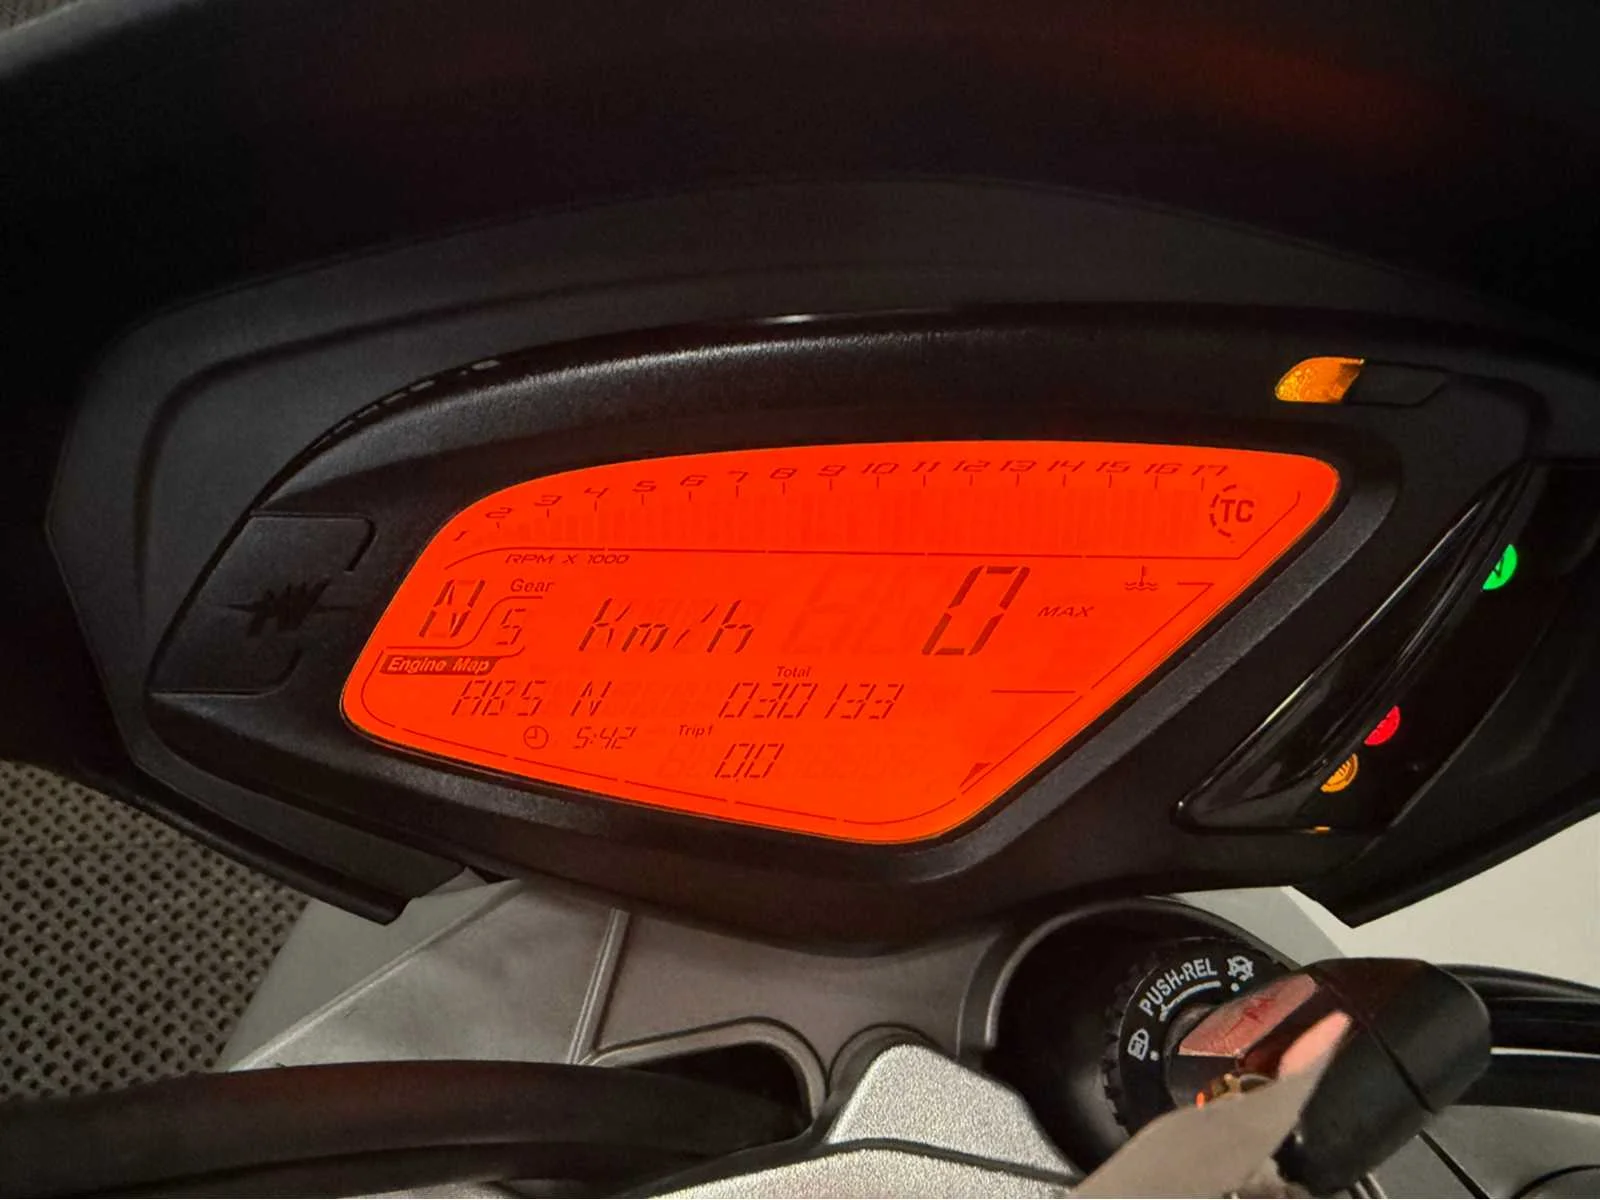 1 2 3 4 5 6 7 8 9 10 11 12 13 14 15 16 17
TC
RPM X 1000
Gear
N S Km/h 0 MAX
Engine Map
Total
ABS N 030133
5:42 Trip1
0.0
MV
PUSH-REL